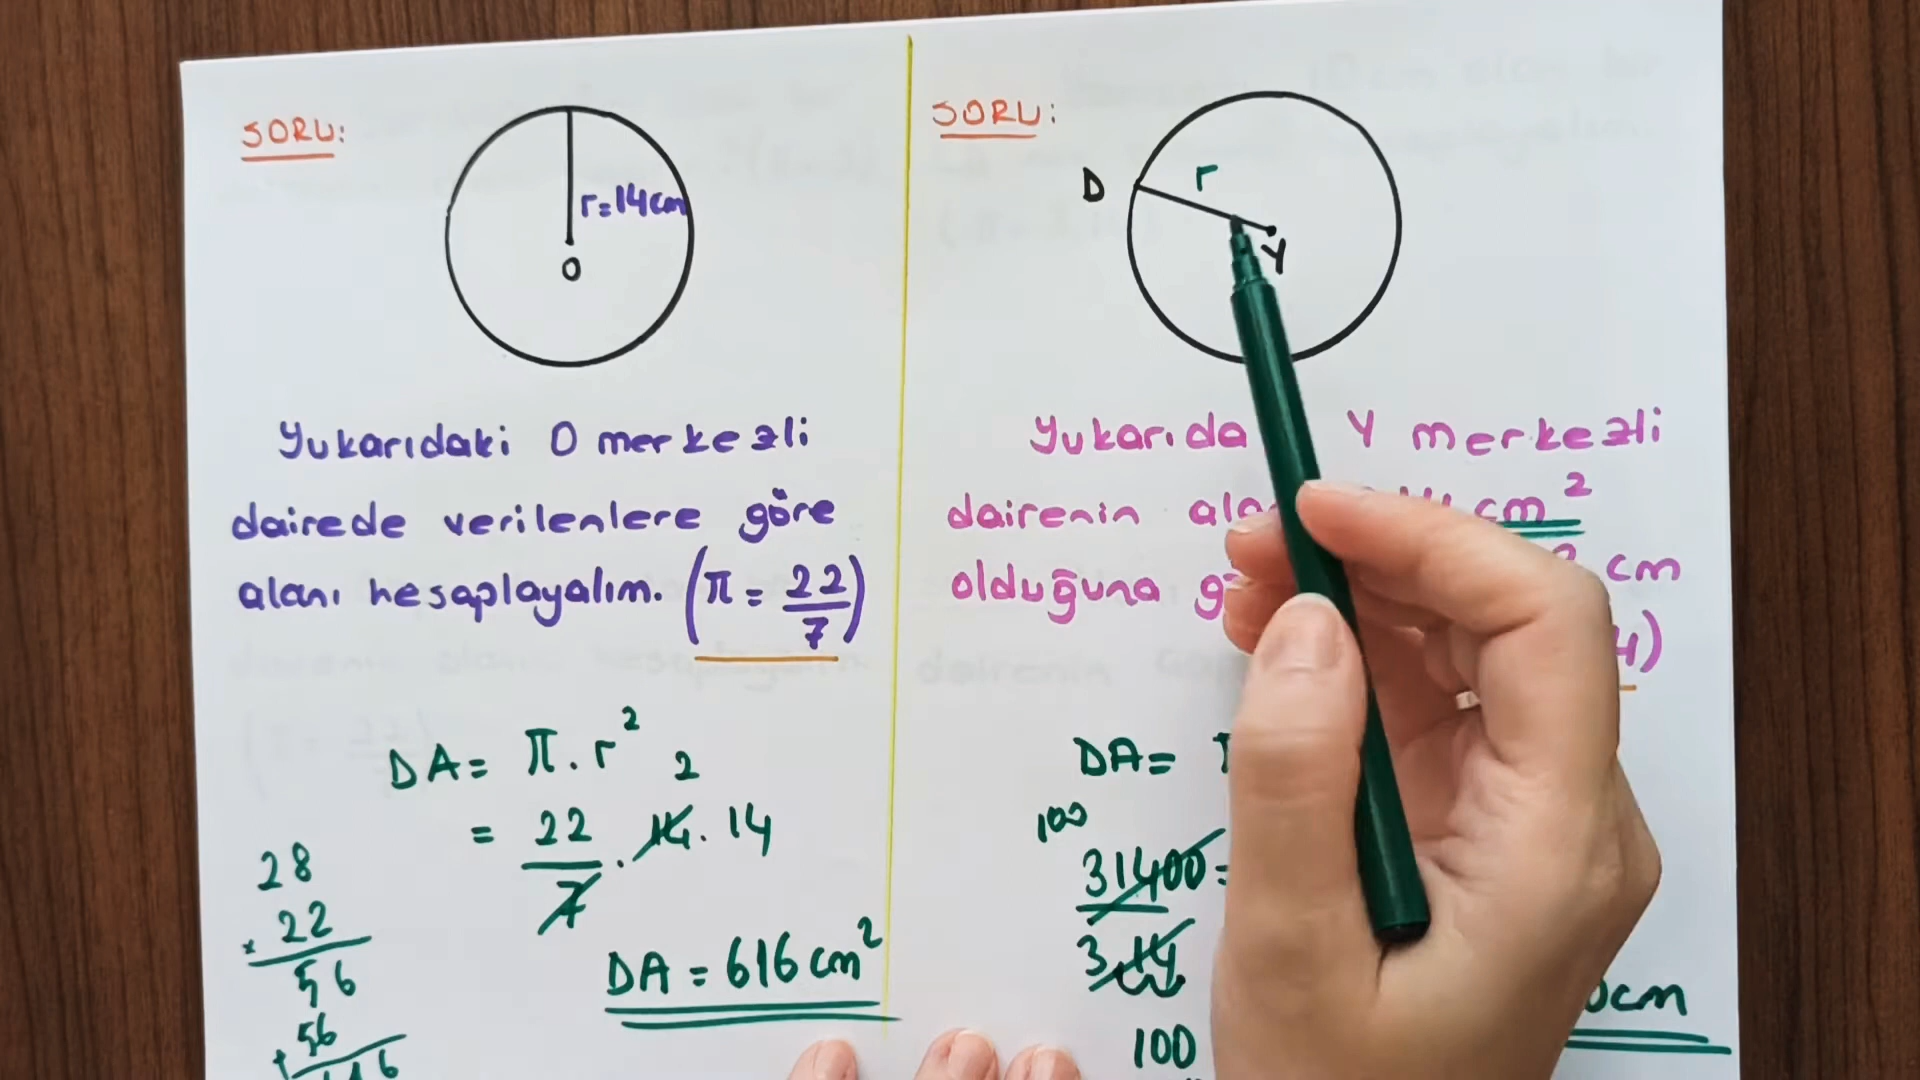 SORU:
r=14cm
O
Yukarıdaki O merkezli
dairede verilenlere göre
alanı hesaplayalım. (π = 22/7)
DA = π.r²
2
= 22/7 . 14 . 14
28
x 22
56
+ 56
DA = 616 cm²
SORU:
D r
Y
Yukarıda Y merkezli
dairenin cm²
olduğuna cm
4)
DA =
100
31400 =
3,14
100
0cm